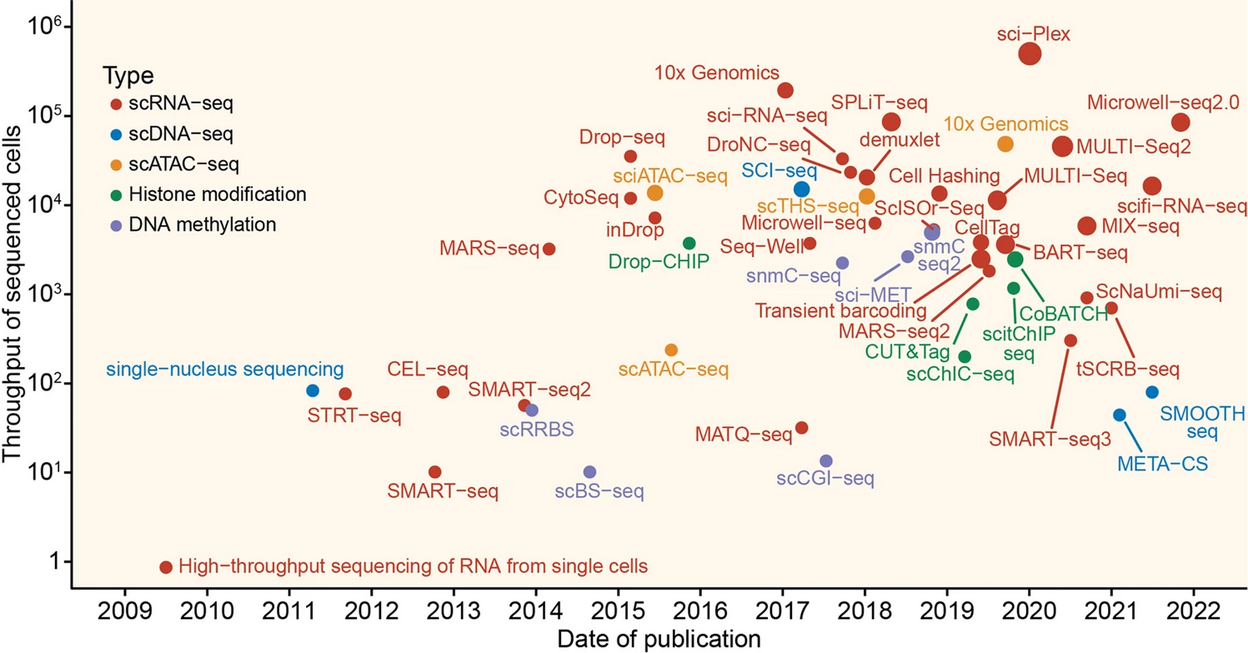 10⁶
10⁵
10⁴
10³
10²
10¹
1
Throughput of sequenced cells
Type
scRNA−seq
scDNA−seq
scATAC−seq
Histone modification
DNA methylation
sci−Plex
10x Genomics
sci−RNA−seq
SPLiT−seq
Microwell−seq2.0
Drop−seq
DroNC−seq
demuxlet
10x Genomics
MULTI−Seq2
sciATAC−seq
SCI−seq
Cell Hashing
MULTI−Seq
CytoSeq
scTHS−seq
ScISOr−Seq
scifi−RNA−seq
inDrop
Microwell−seq
CellTag
MIX−seq
MARS−seq
Drop−CHIP
Seq−Well
snmC
seq2
BART−seq
snmC−seq
sci−MET
ScNaUmi−seq
Transient barcoding
CoBATCH
MARS−seq2
scitChIP
seq
CUT&Tag
scChIC−seq
tSCRB−seq
single−nucleus sequencing
CEL−seq
scATAC−seq
STRT−seq
SMART−seq2
scRRBS
MATQ−seq
SMART−seq3
SMOOTH
seq
META−CS
SMART−seq
scBS−seq
scCGI−seq
High−throughput sequencing of RNA from single cells
2009 2010 2011 2012 2013 2014 2015 2016 2017 2018 2019 2020 2021 2022
Date of publication